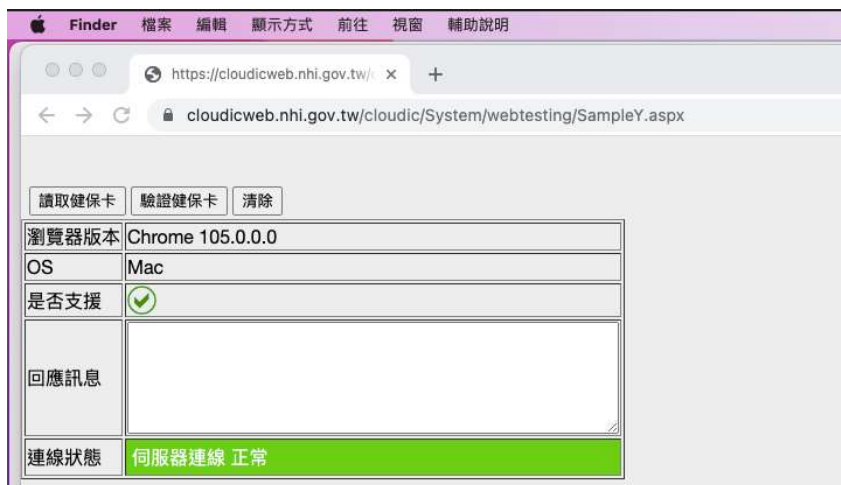 Finder 檔案 編輯 顯示方式 前往 視窗 輔助說明
https://cloudicweb.nhi.gov.tw/
cloudicweb.nhi.gov.tw/cloudic/System/webtesting/SampleY.aspx
讀取健保卡 驗證健保卡 清除
瀏覽器版本 Chrome 105.0.0.0
OS Mac
是否支援
回應訊息
連線狀態 伺服器連線 正常